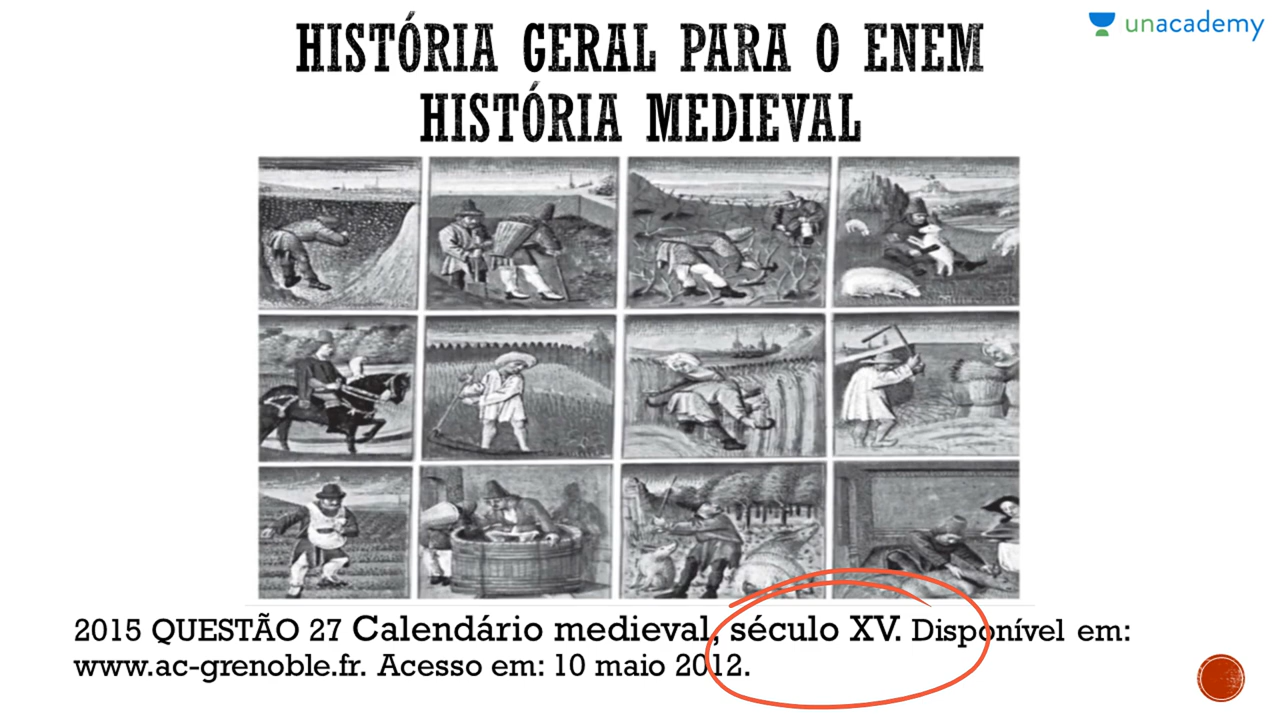 unacademy
HISTÓRIA GERAL PARA O ENEM
HISTÓRIA MEDIEVAL
2015 QUESTÃO 27 Calendário medieval, século XV. Disponível em:
www.ac-grenoble.fr. Acesso em: 10 maio 2012.